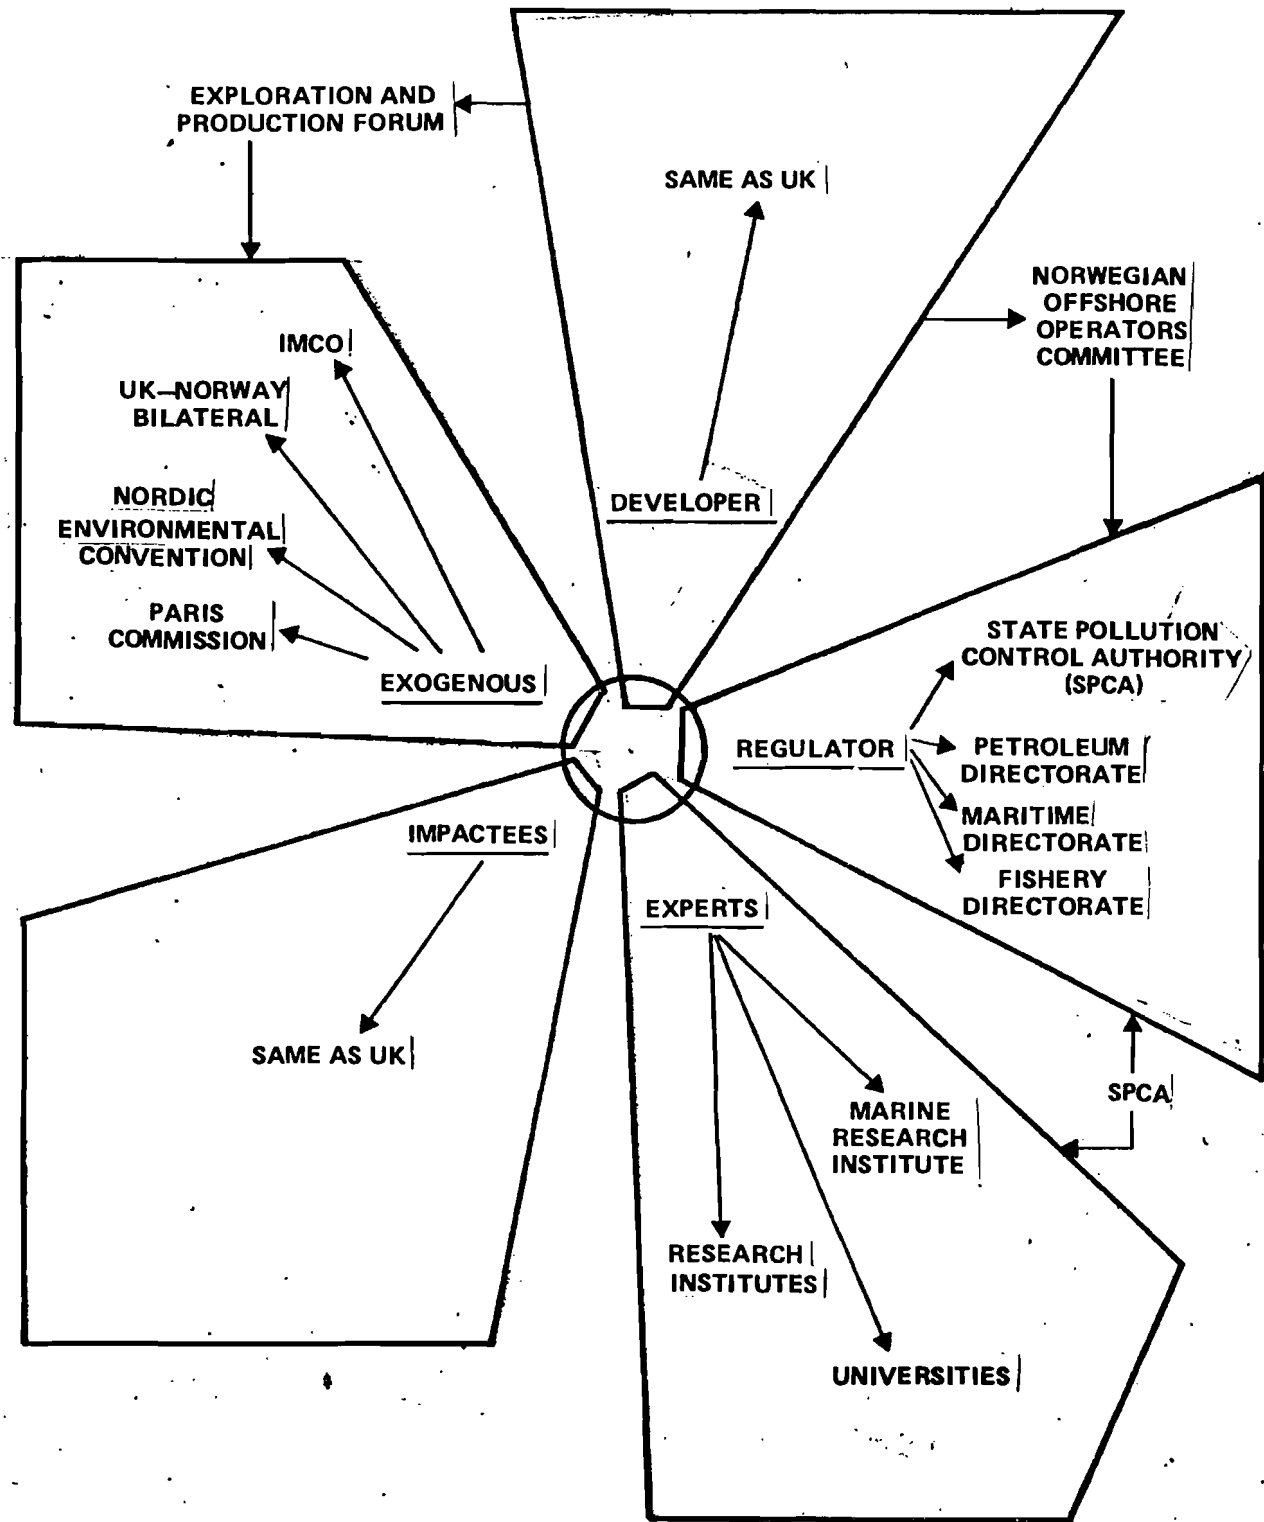 EXPLORATION AND
PRODUCTION FORUM
SAME AS UK
NORWEGIAN
OFFSHORE
OPERATORS
COMMITTEE
IMCO
UK–NORWAY
BILATERAL
NORDIC
ENVIRONMENTAL
CONVENTION
PARIS
COMMISSION
EXOGENOUS
DEVELOPER
STATE POLLUTION
CONTROL AUTHORITY
(SPCA)
REGULATOR
PETROLEUM
DIRECTORATE
MARITIME
DIRECTORATE
FISHERY
DIRECTORATE
IMPACTEES
SAME AS UK
EXPERTS
MARINE
RESEARCH
INSTITUTE
SPCA
RESEARCH
INSTITUTES
UNIVERSITIES